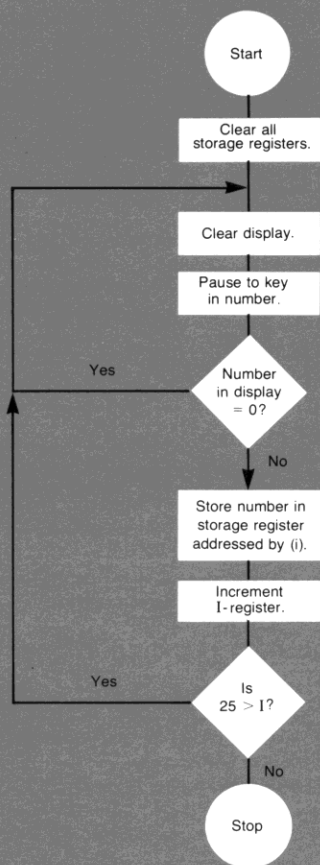 Start
Clear all
storage registers.
Clear display.
Pause to key
in number.
Yes
Number
in display
= 0?
No
Store number in
storage register
addressed by (i).
Increment
I-register.
Yes
Is
25 > I?
No
Stop